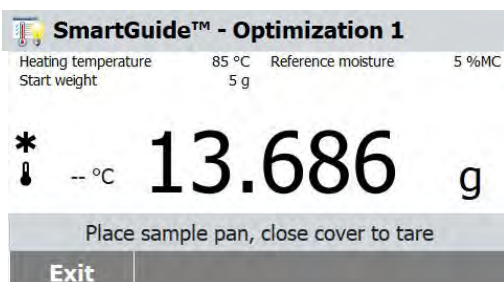 SmartGuide™ - Optimization 1
Heating temperature 85 °C Reference moisture 5 %MC
Start weight 5 g
-- °C 13.686 g
Place sample pan, close cover to tare
Exit